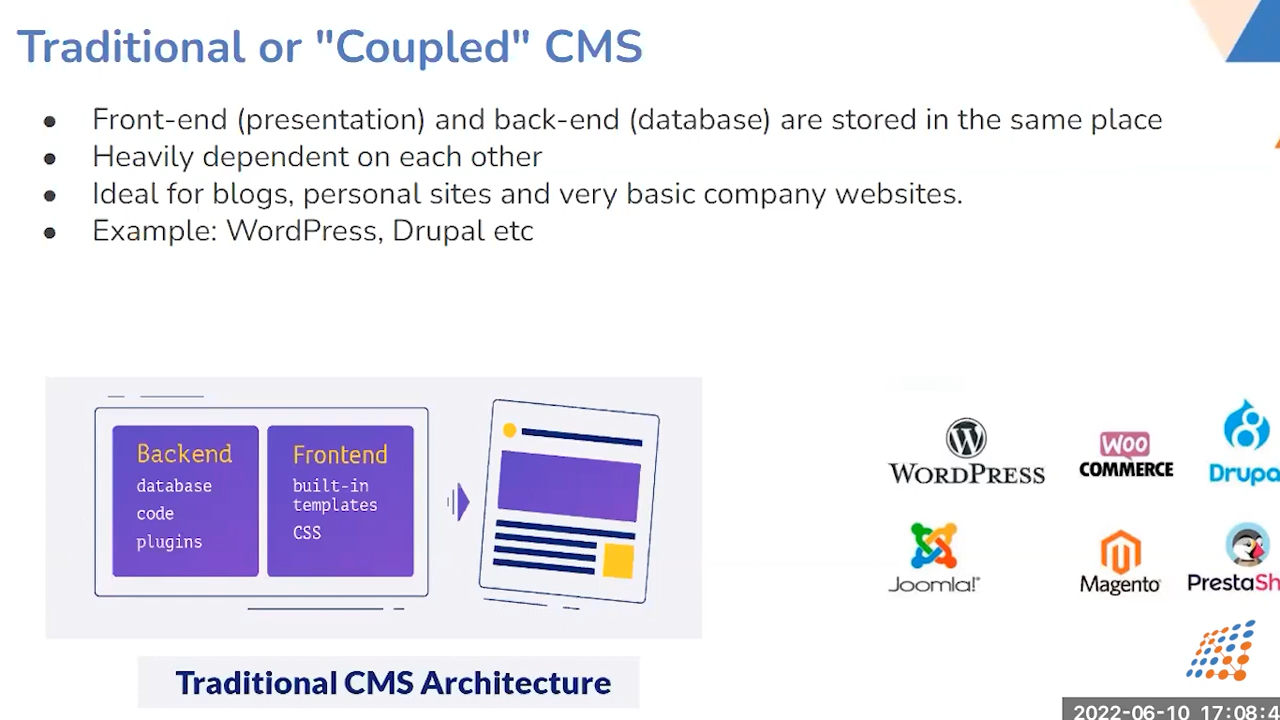 Traditional or "Coupled" CMS
● Front-end (presentation) and back-end (database) are stored in the same place
● Heavily dependent on each other
● Ideal for blogs, personal sites and very basic company websites.
● Example: WordPress, Drupal etc
Backend
database
code
plugins
Frontend
built-in
templates
CSS
Traditional CMS Architecture
WORDPRESS
WOO
COMMERCE
Drupa
Joomla!
Magento
PrestaSh
2022-06-10 17:08:4